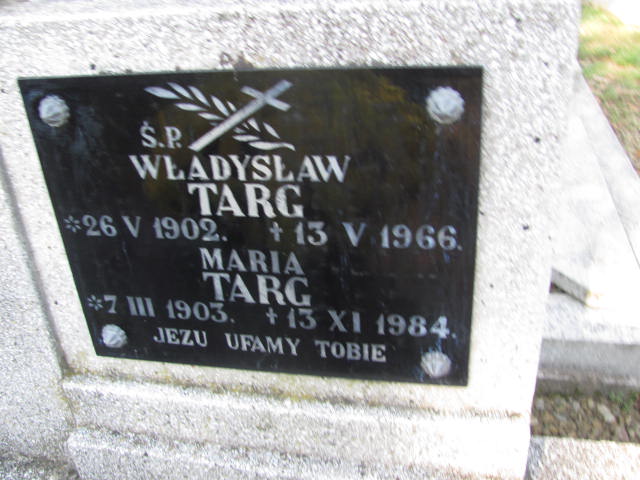 Ś.P.
WŁADYSŁAW
TARG
*26 V 1902. †13 V 1966.
MARIA
TARG
*7 III 1903. †13 XI 1984.
JEZU UFAMY TOBIE